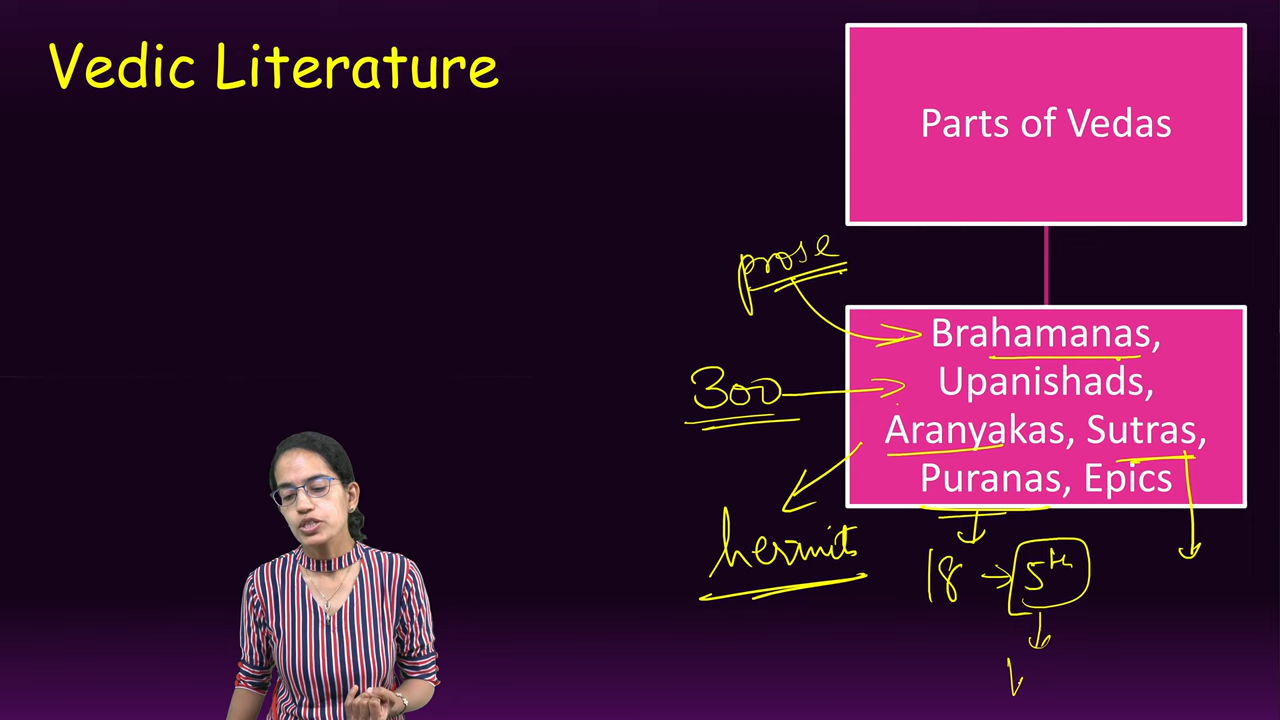 Vedic Literature
Parts of Vedas
prose
Brahamanas,
300
Upanishads,
Aranyakas, Sutras,
Puranas, Epics
hermits
18 → 5th